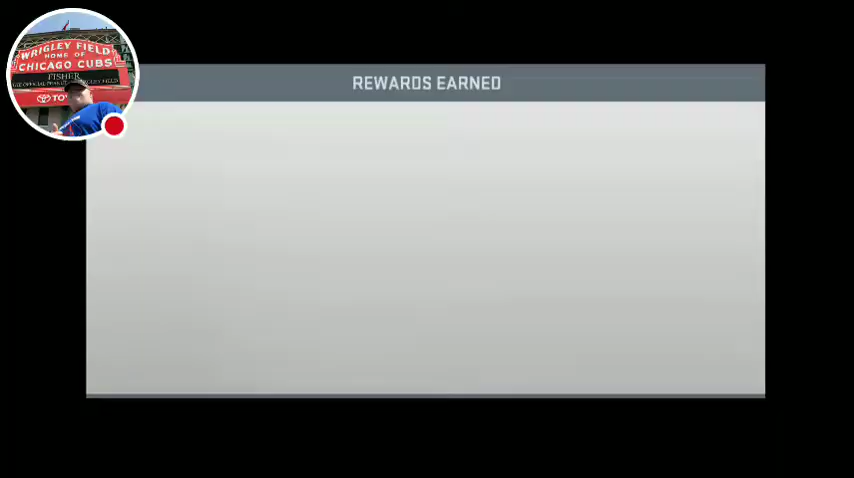 WRIGLEY FIELD
HOME OF
CHICAGO CUBS
FISHER
REWARDS EARNED